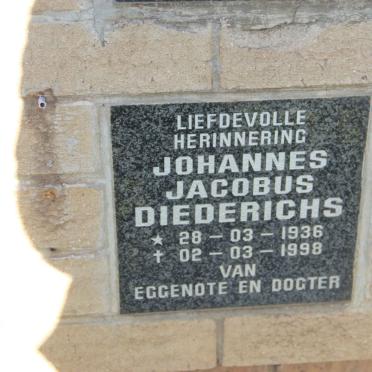 LIEFDEVOLLE
HERINNERING
JOHANNES
JACOBUS
DIEDERICHS
★ 28 – 03 – 1936
✝ 02 – 03 – 1998
VAN
EGGENOTE EN DOGTER